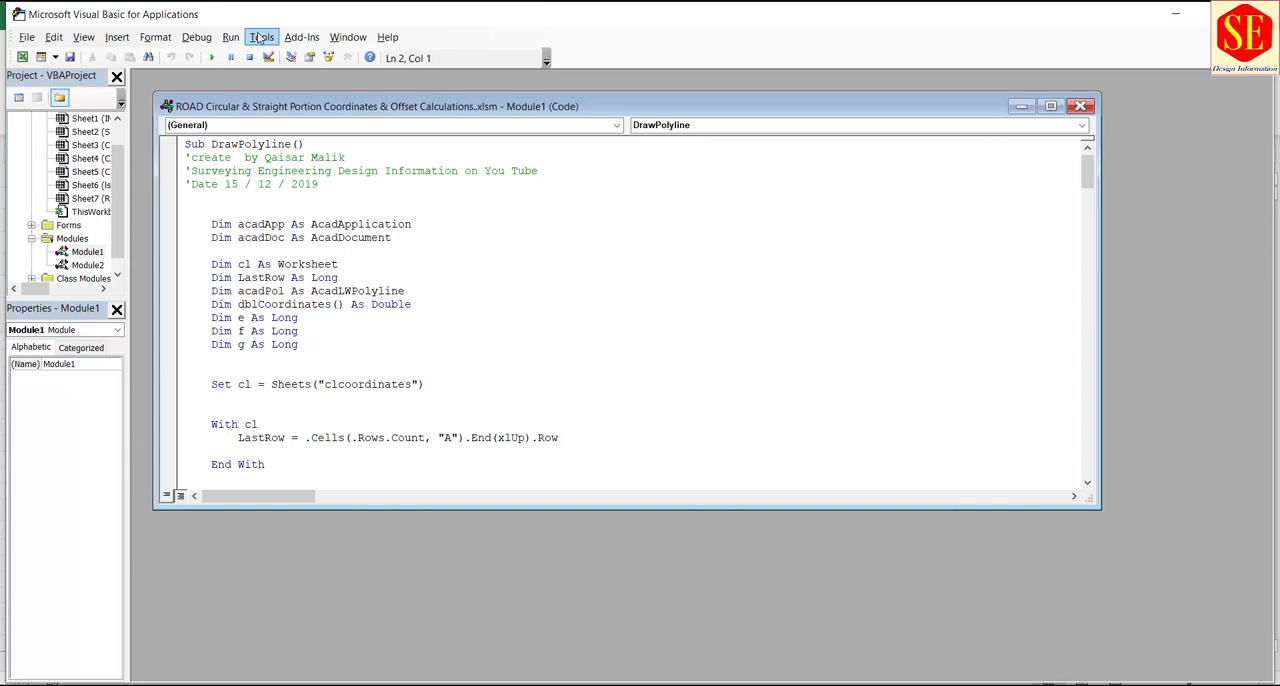 Microsoft Visual Basic for Applications
SE
Design Information
File Edit View Insert Format Debug Run Tools Add-Ins Window Help
Ln 2, Col 1
Project - VBAProject
Sheet1 (I
Sheet2 (S
Sheet3 (C
Sheet4 (C
Sheet5 (C
Sheet6 (Is
Sheet7 (R
ThisWorkb
Forms
Modules
Module1
Module2
Class Modules
Properties - Module1
Module1 Module
Alphabetic Categorized
(Name) Module1
ROAD Circular & Straight Portion Coordinates & Offset Calculations.xlsm - Module1 (Code)
(General) DrawPolyline
Sub DrawPolyline()
'create  by Qaisar Malik
'Surveying Engineering Design Information on You Tube
'Date 15 / 12 / 2019
Dim acadApp As AcadApplication
Dim acadDoc As AcadDocument
Dim cl As Worksheet
Dim LastRow As Long
Dim acadPol As AcadLWPolyline
Dim dblCoordinates() As Double
Dim e As Long
Dim f As Long
Dim g As Long
Set cl = Sheets("clcoordinates")
With cl
LastRow = .Cells(.Rows.Count, "A").End(xlUp).Row
End With